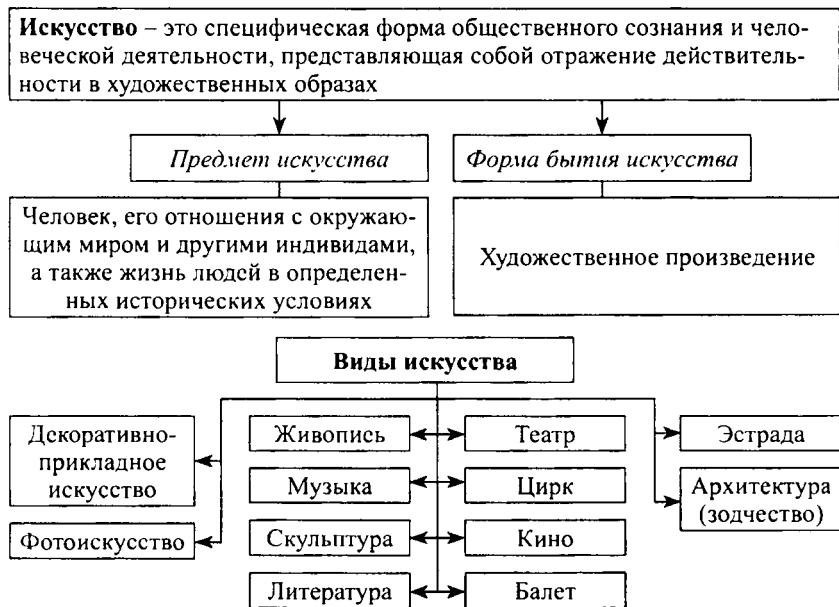 Искусство – это специфическая форма общественного сознания и чело-
веческой деятельности, представляющая собой отражение действитель-
ности в художественных образах
Предмет искусства
Форма бытия искусства
Человек, его отношения с окружаю-
щим миром и другими индивидами,
а также жизнь людей в определен-
ных исторических условиях
Художественное произведение
Виды искусства
Декоративно-
прикладное
искусство
Фотоискусство
Живопись
Музыка
Скульптура
Литература
Театр
Цирк
Кино
Балет
Эстрада
Архитектура
(зодчество)